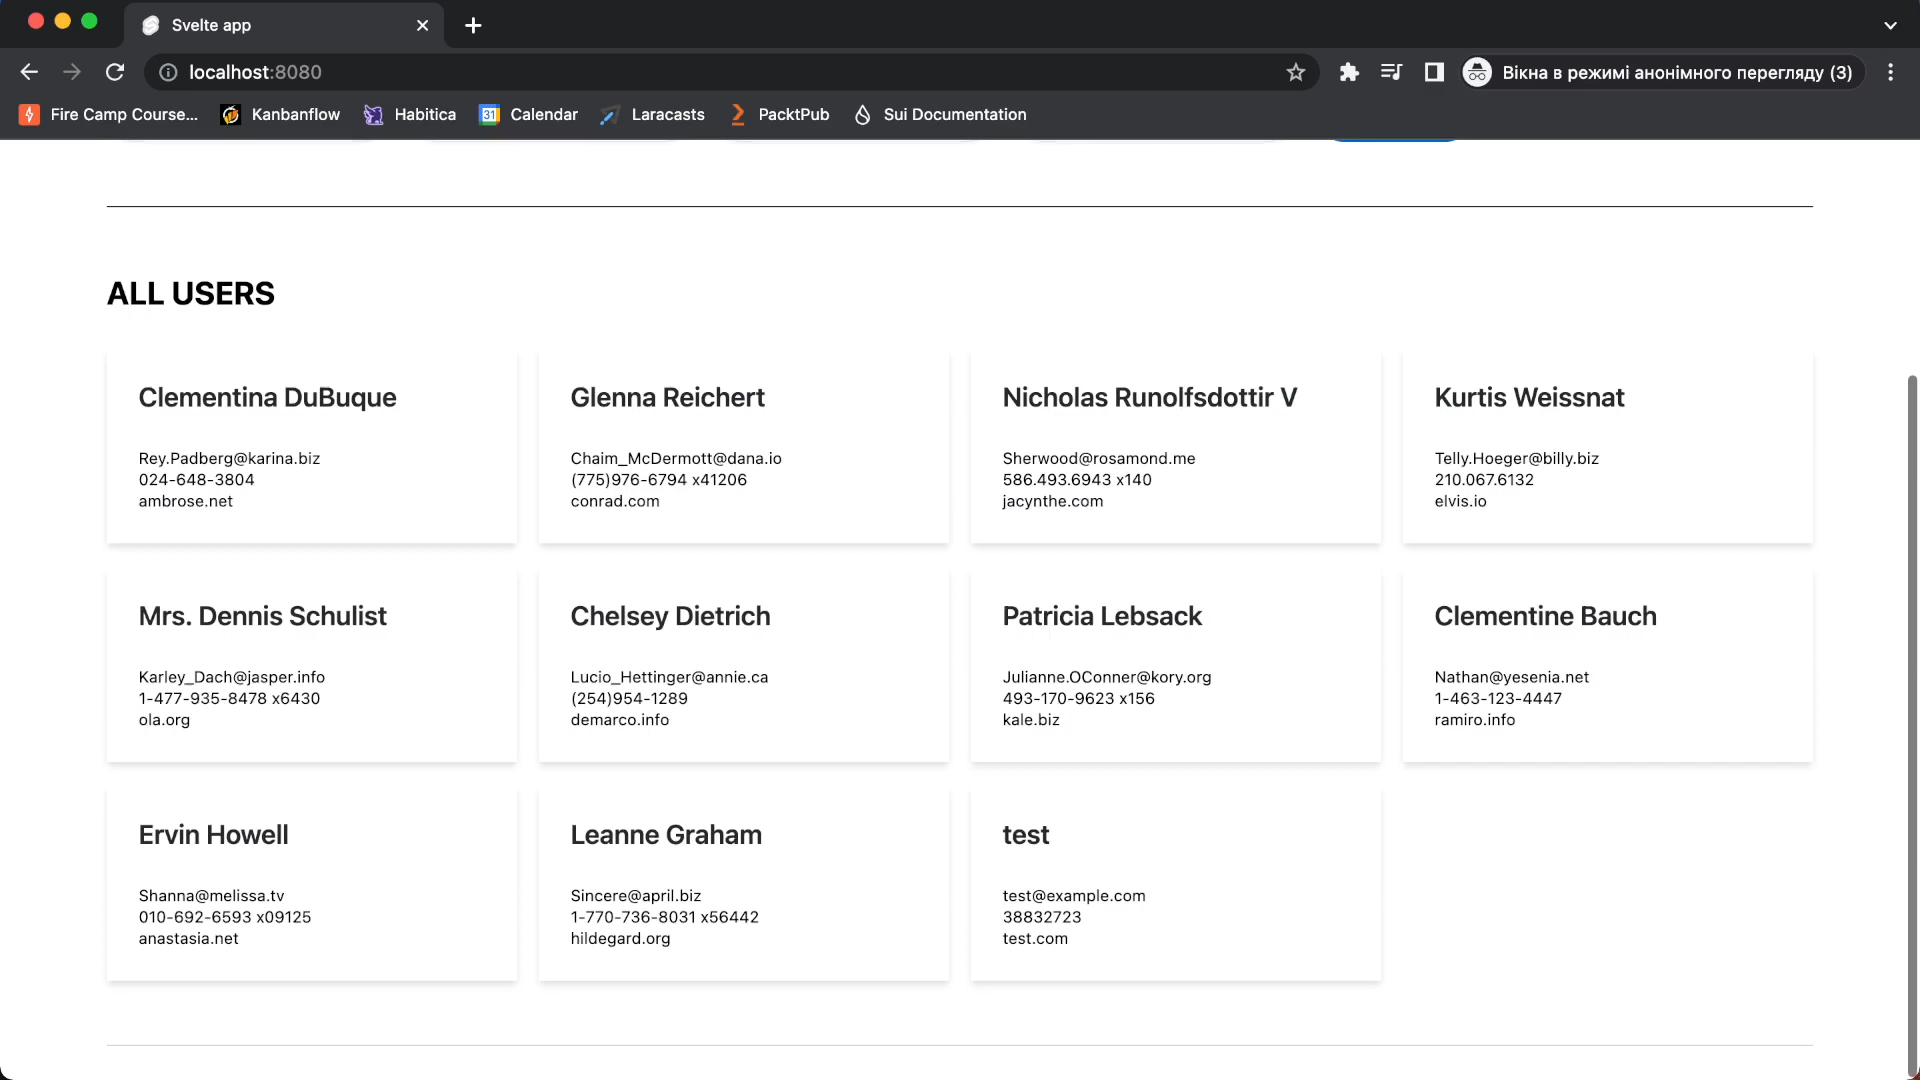 Svelte app
localhost:8080
Вікна в режимі анонімного перегляду (3)
Fire Camp Course...
Kanbanflow
Habitica
31
Calendar
Laracasts
PacktPub
Sui Documentation
ALL USERS
Clementina DuBuque
Rey.Padberg@karina.biz
024-648-3804
ambrose.net
Glenna Reichert
Chaim_McDermott@dana.io
(775)976-6794 x41206
conrad.com
Nicholas Runolfsdottir V
Sherwood@rosamond.me
586.493.6943 x140
jacynthe.com
Kurtis Weissnat
Telly.Hoeger@billy.biz
210.067.6132
elvis.io
Mrs. Dennis Schulist
Karley_Dach@jasper.info
1-477-935-8478 x6430
ola.org
Chelsey Dietrich
Lucio_Hettinger@annie.ca
(254)954-1289
demarco.info
Patricia Lebsack
Julianne.OConner@kory.org
493-170-9623 x156
kale.biz
Clementine Bauch
Nathan@yesenia.net
1-463-123-4447
ramiro.info
Ervin Howell
Shanna@melissa.tv
010-692-6593 x09125
anastasia.net
Leanne Graham
Sincere@april.biz
1-770-736-8031 x56442
hildegard.org
test
test@example.com
38832723
test.com